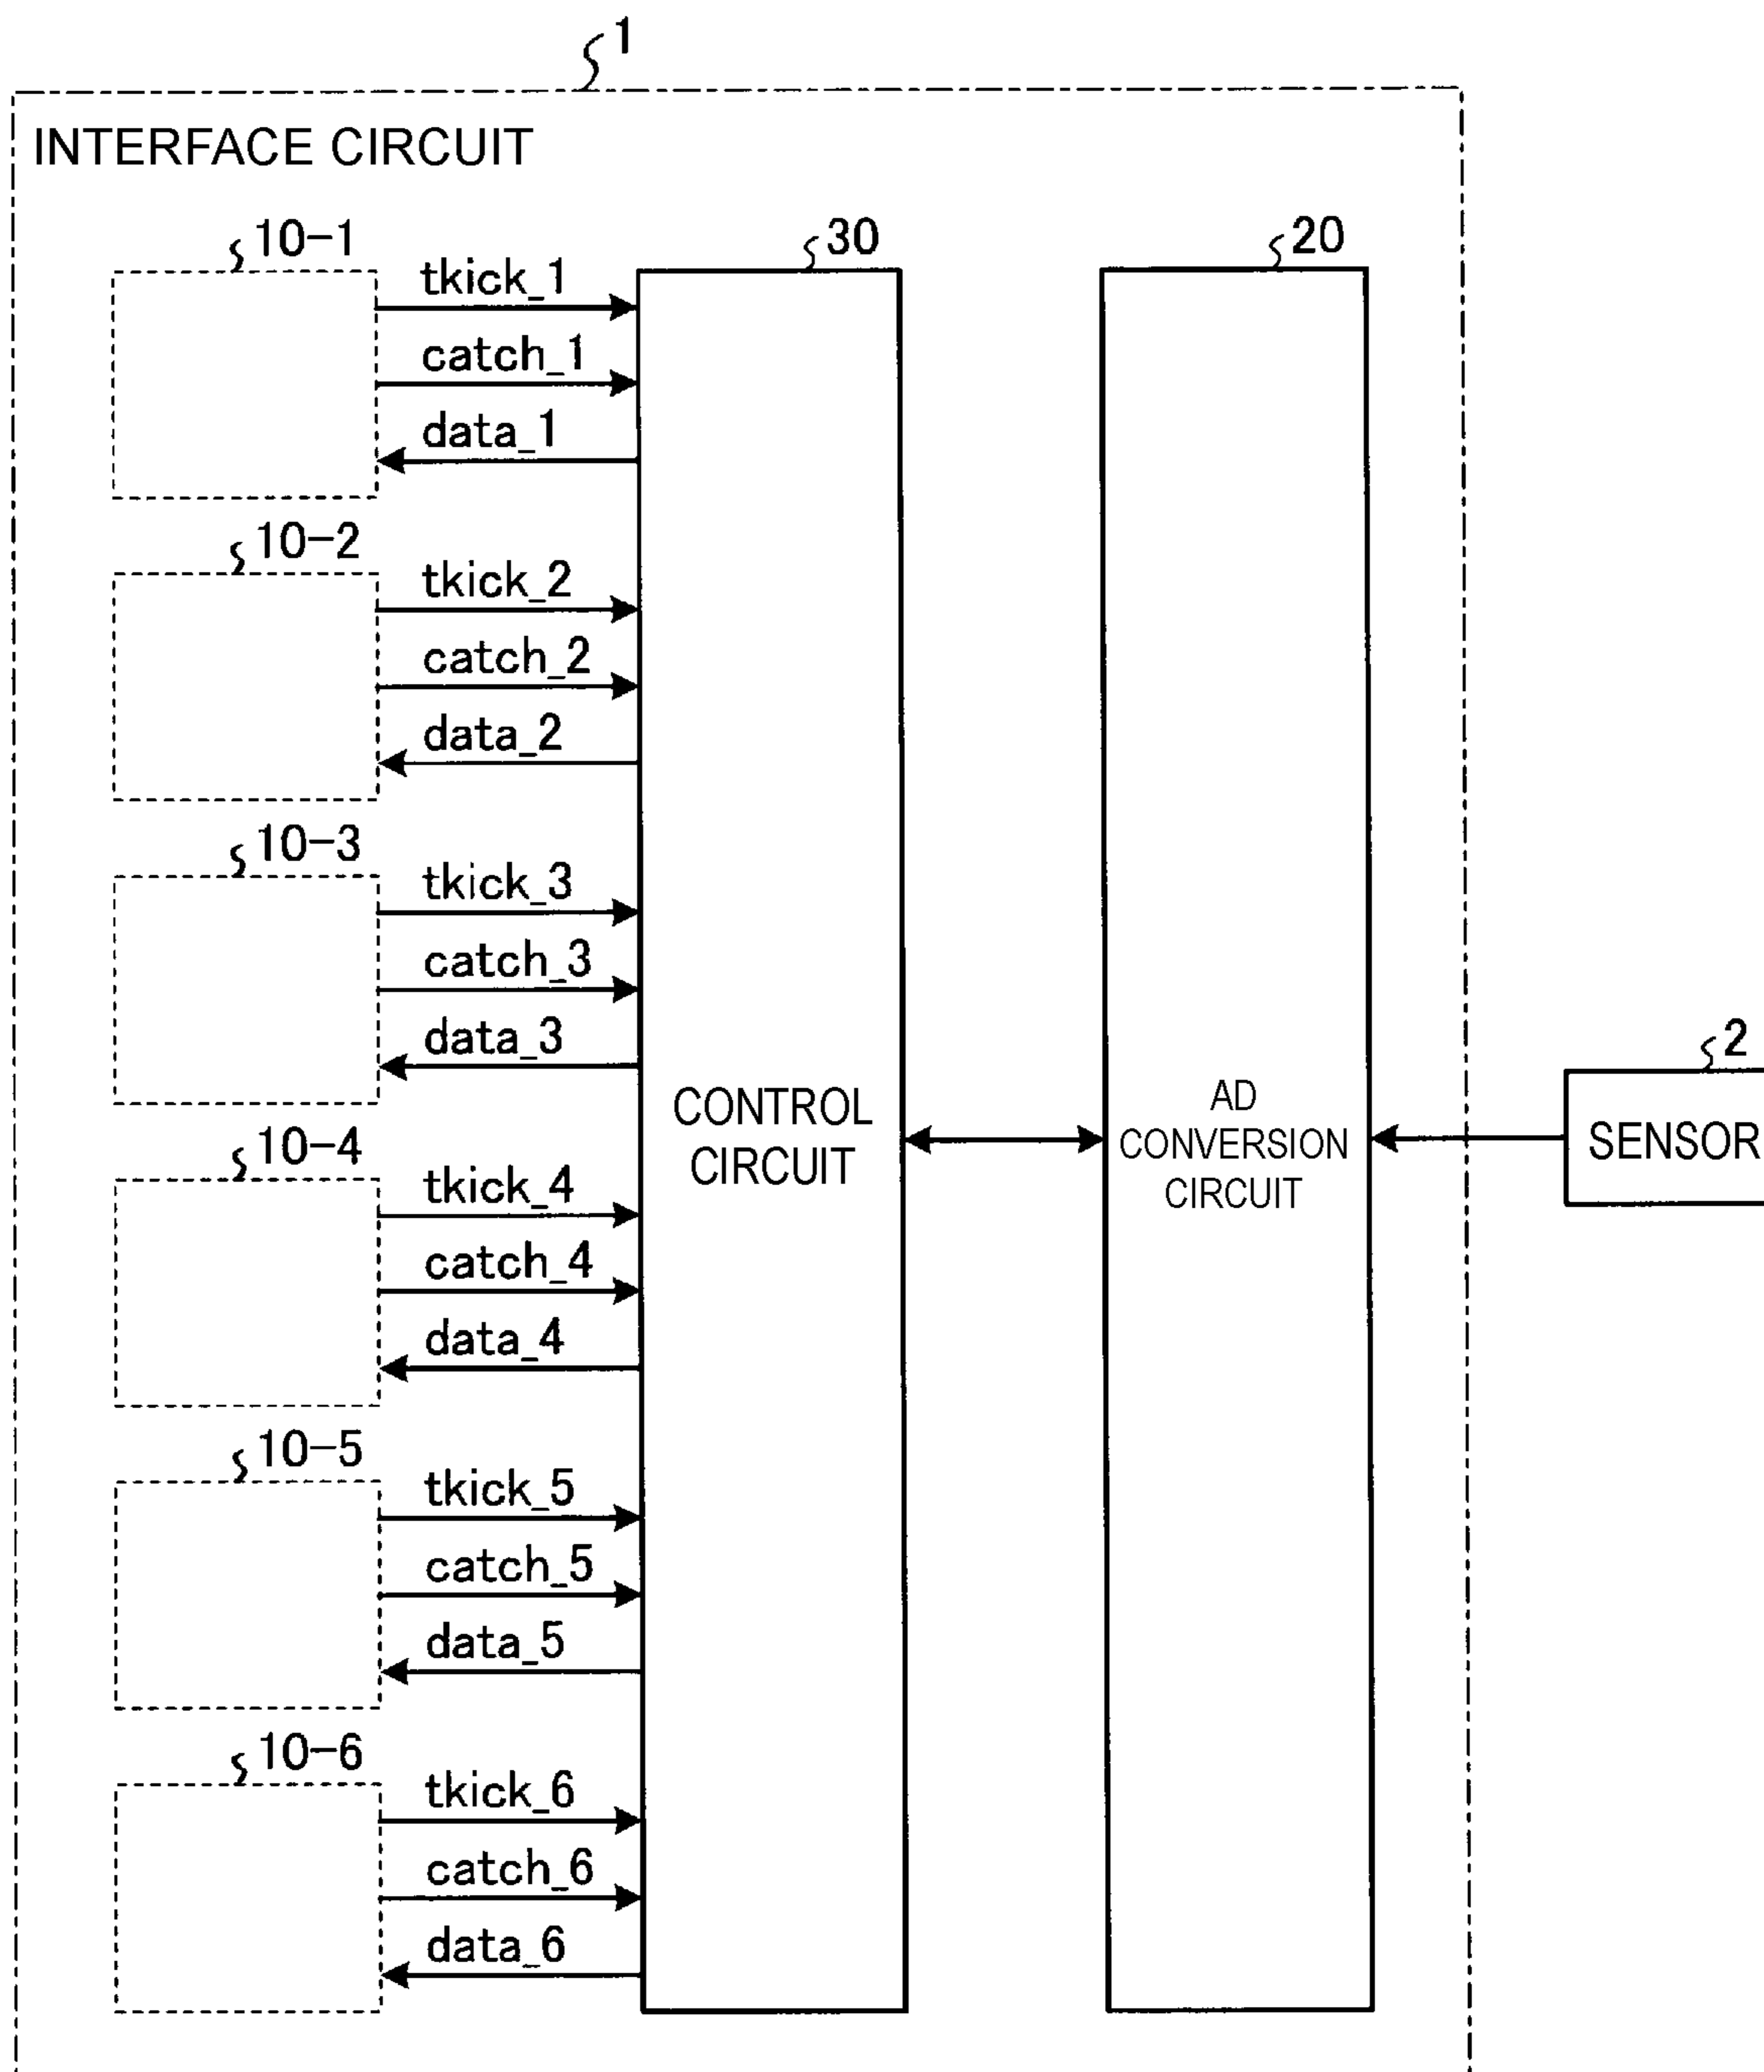 1
INTERFACE CIRCUIT
10-1
30
20
tkick_1
catch_1
data_1
10-2
tkick_2
catch_2
data_2
10-3
tkick_3
catch_3
data_3
2
CONTROL
CIRCUIT
AD
CONVERSION
CIRCUIT
SENSOR
10-4
tkick_4
catch_4
data_4
10-5
tkick_5
catch_5
data_5
10-6
tkick_6
catch_6
data_6